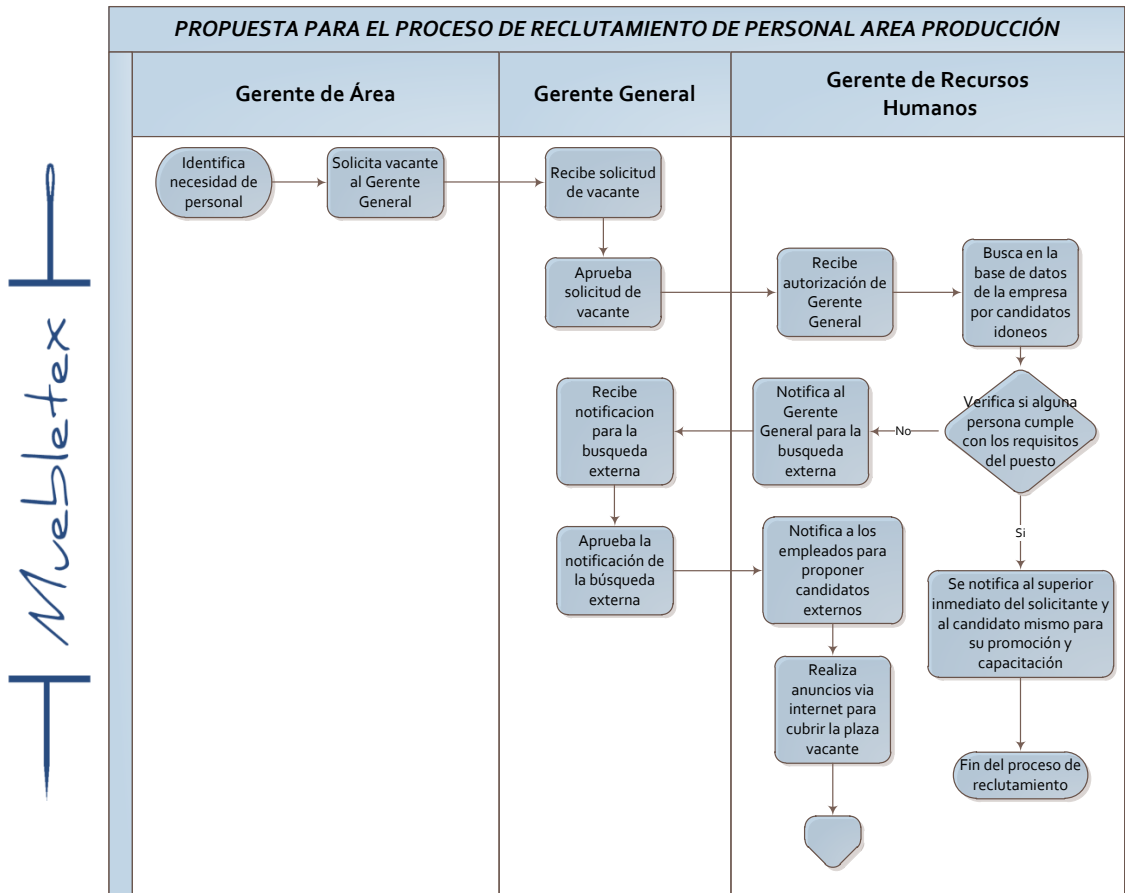 PROPUESTA PARA EL PROCESO DE RECLUTAMIENTO DE PERSONAL AREA PRODUCCIÓN
Gerente de Área
Gerente General
Gerente de Recursos
Humanos
Identifica
necesidad de
personal
Solicita vacante
al Gerente
General
Recibe solicitud
de vacante
Aprueba
solicitud de
vacante
Recibe
autorización de
Gerente
General
Busca en la
base de datos
de la empresa
por candidatos
idoneos
Verifica si alguna
persona cumple
con los requisitos
del puesto
No
Notifica al
Gerente
General para la
busqueda
externa
Recibe
notificacion
para la
busqueda
externa
Aprueba la
notificación de
la búsqueda
externa
Notifica a los
empleados para
proponer
candidatos
externos
Realiza
anuncios via
internet para
cubrir la plaza
vacante
Si
Se notifica al superior
inmediato del solicitante y
al candidato mismo para
su promoción y
capacitación
Fin del proceso de
reclutamiento
Muebletex